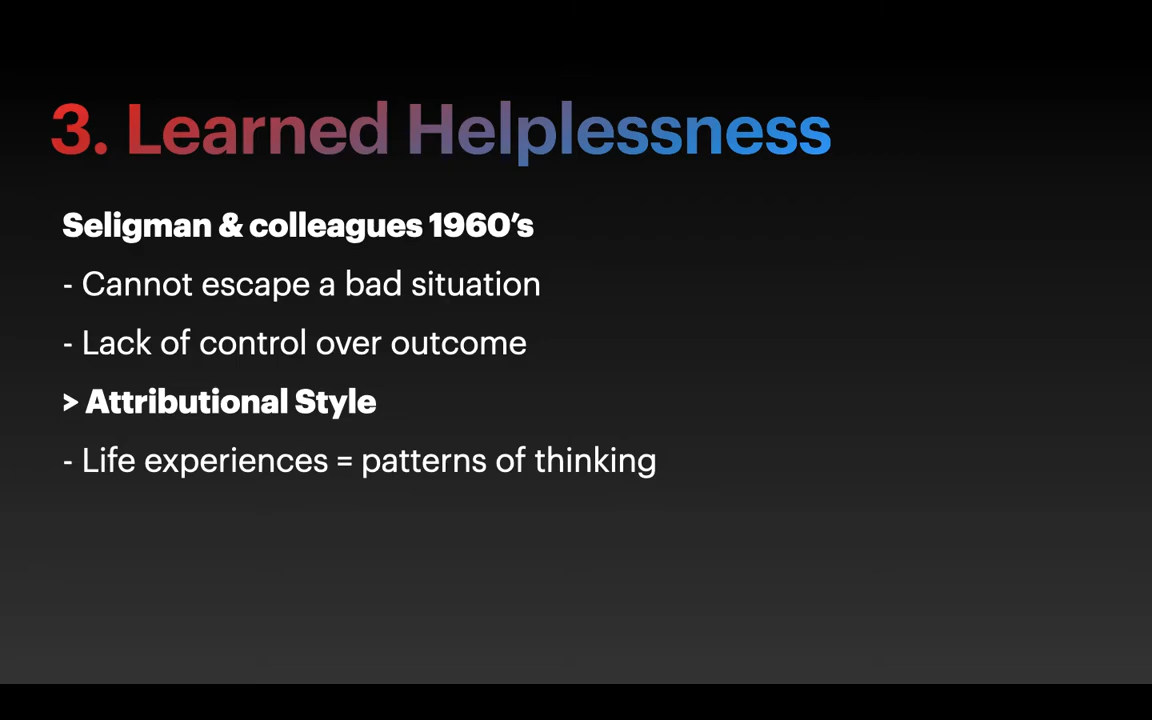 3. Learned Helplessness
Seligman & colleagues 1960’s
- Cannot escape a bad situation
- Lack of control over outcome
> Attributional Style
- Life experiences = patterns of thinking